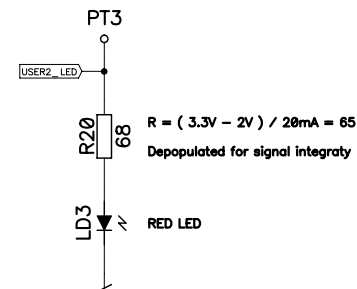 PT3
USER2_LED
R20
68
R = ( 3.3V – 2V ) / 20mA = 65
Depopulated for signal integraty
LD3
RED LED